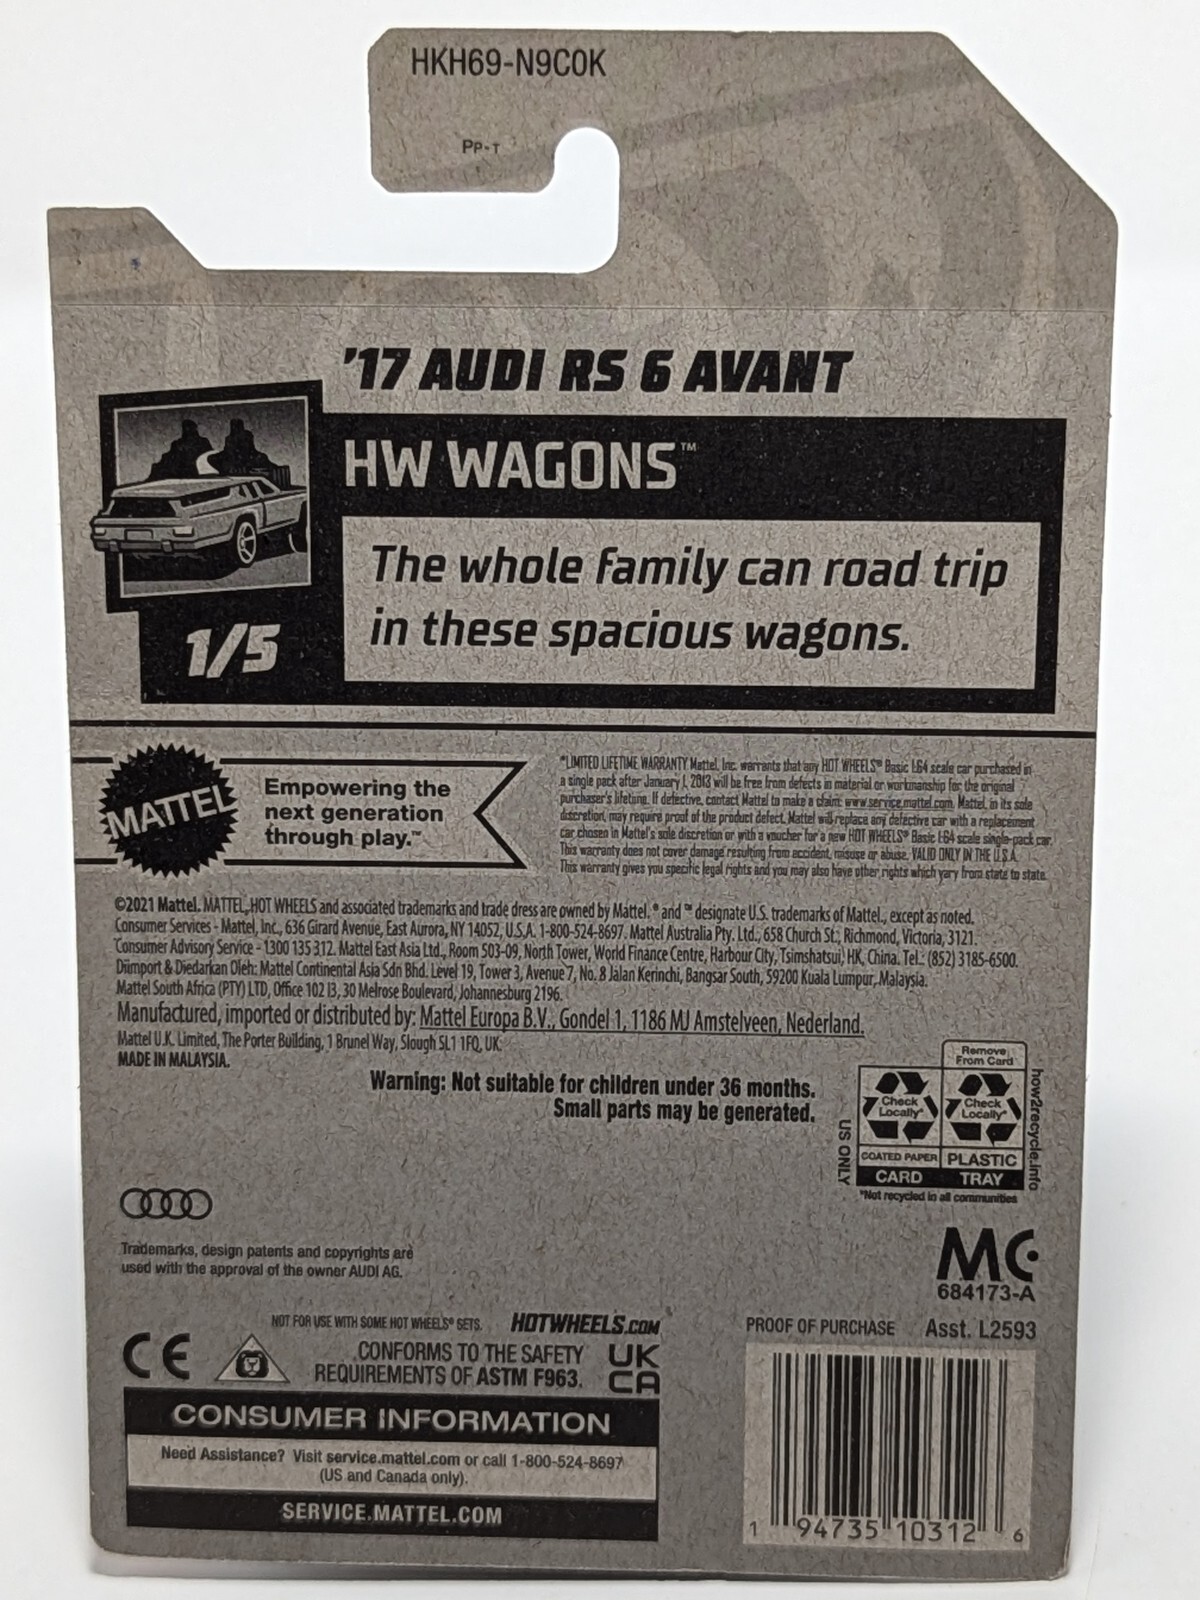 HKH69-N9C0K
PP-T
'17 AUDI RS 6 AVANT
HW WAGONS™
The whole family can road trip
in these spacious wagons.
1/5
MATTEL
Empowering the
next generation
through play.™
*LIMITED LIFETIME WARRANTY Mattel, Inc. warrants that any HOT WHEELS® Basic 1:64 scale car purchased in
a single pack after January 1, 2013 will be free from defects in material or workmanship for the original
purchaser's lifetime. If defective, contact Mattel to make a claim: www.service.mattel.com. Mattel, in its sole
discretion, may require proof of the product defect. Mattel will replace any defective car with a replacement
car chosen in Mattel's sole discretion or with a voucher for a new HOT WHEELS® Basic 1:64 scale single-pack car.
This warranty does not cover damage resulting from accident, misuse or abuse. VALID ONLY IN THE U.S.A.
This warranty gives you specific legal rights and you may also have other rights which vary from state to state.
©2021 Mattel. MATTEL, HOT WHEELS and associated trademarks and trade dress are owned by Mattel. ® and ™ designate U.S. trademarks of Mattel, except as noted.
Consumer Services - Mattel, Inc., 636 Girard Avenue, East Aurora, NY 14052, U.S.A. 1-800-524-8697. Mattel Australia Pty. Ltd., 658 Church St., Richmond, Victoria, 3121.
Consumer Advisory Service - 1300 135 312. Mattel East Asia Ltd., Room 503-09, North Tower, World Finance Centre, Harbour City, Tsimshatsui, HK, China. Tel.: (852) 3185-6500.
Diimport & Diedarkan Oleh: Mattel Continental Asia Sdn Bhd. Level 19, Tower 3, Avenue 7, No. 8 Jalan Kerinchi, Bangsar South, 59200 Kuala Lumpur, Malaysia.
Mattel South Africa (PTY) LTD, Office 102 I3, 30 Melrose Boulevard, Johannesburg 2196.
Manufactured, imported or distributed by: Mattel Europa B.V., Gondel 1, 1186 MJ Amstelveen, Nederland.
Mattel U.K. Limited, The Porter Building, 1 Brunel Way, Slough SL1 1FQ, UK.
MADE IN MALAYSIA.
Warning: Not suitable for children under 36 months.
Small parts may be generated.
US ONLY
Remove
From Card
Check
Locally*
Check
Locally*
COATED PAPER
PLASTIC
CARD
TRAY
*Not recycled in all communities
how2recycle.info
Trademarks, design patents and copyrights are
used with the approval of the owner AUDI AG.
MC
684173-A
NOT FOR USE WITH SOME HOT WHEELS® SETS.
HOTWHEELS.COM
CE
CONFORMS TO THE SAFETY
REQUIREMENTS OF ASTM F963.
UK
CA
CONSUMER INFORMATION
Need Assistance? Visit service.mattel.com or call 1-800-524-8697
(US and Canada only).
SERVICE.MATTEL.COM
PROOF OF PURCHASE Asst. L2593
1 94735 10312 6